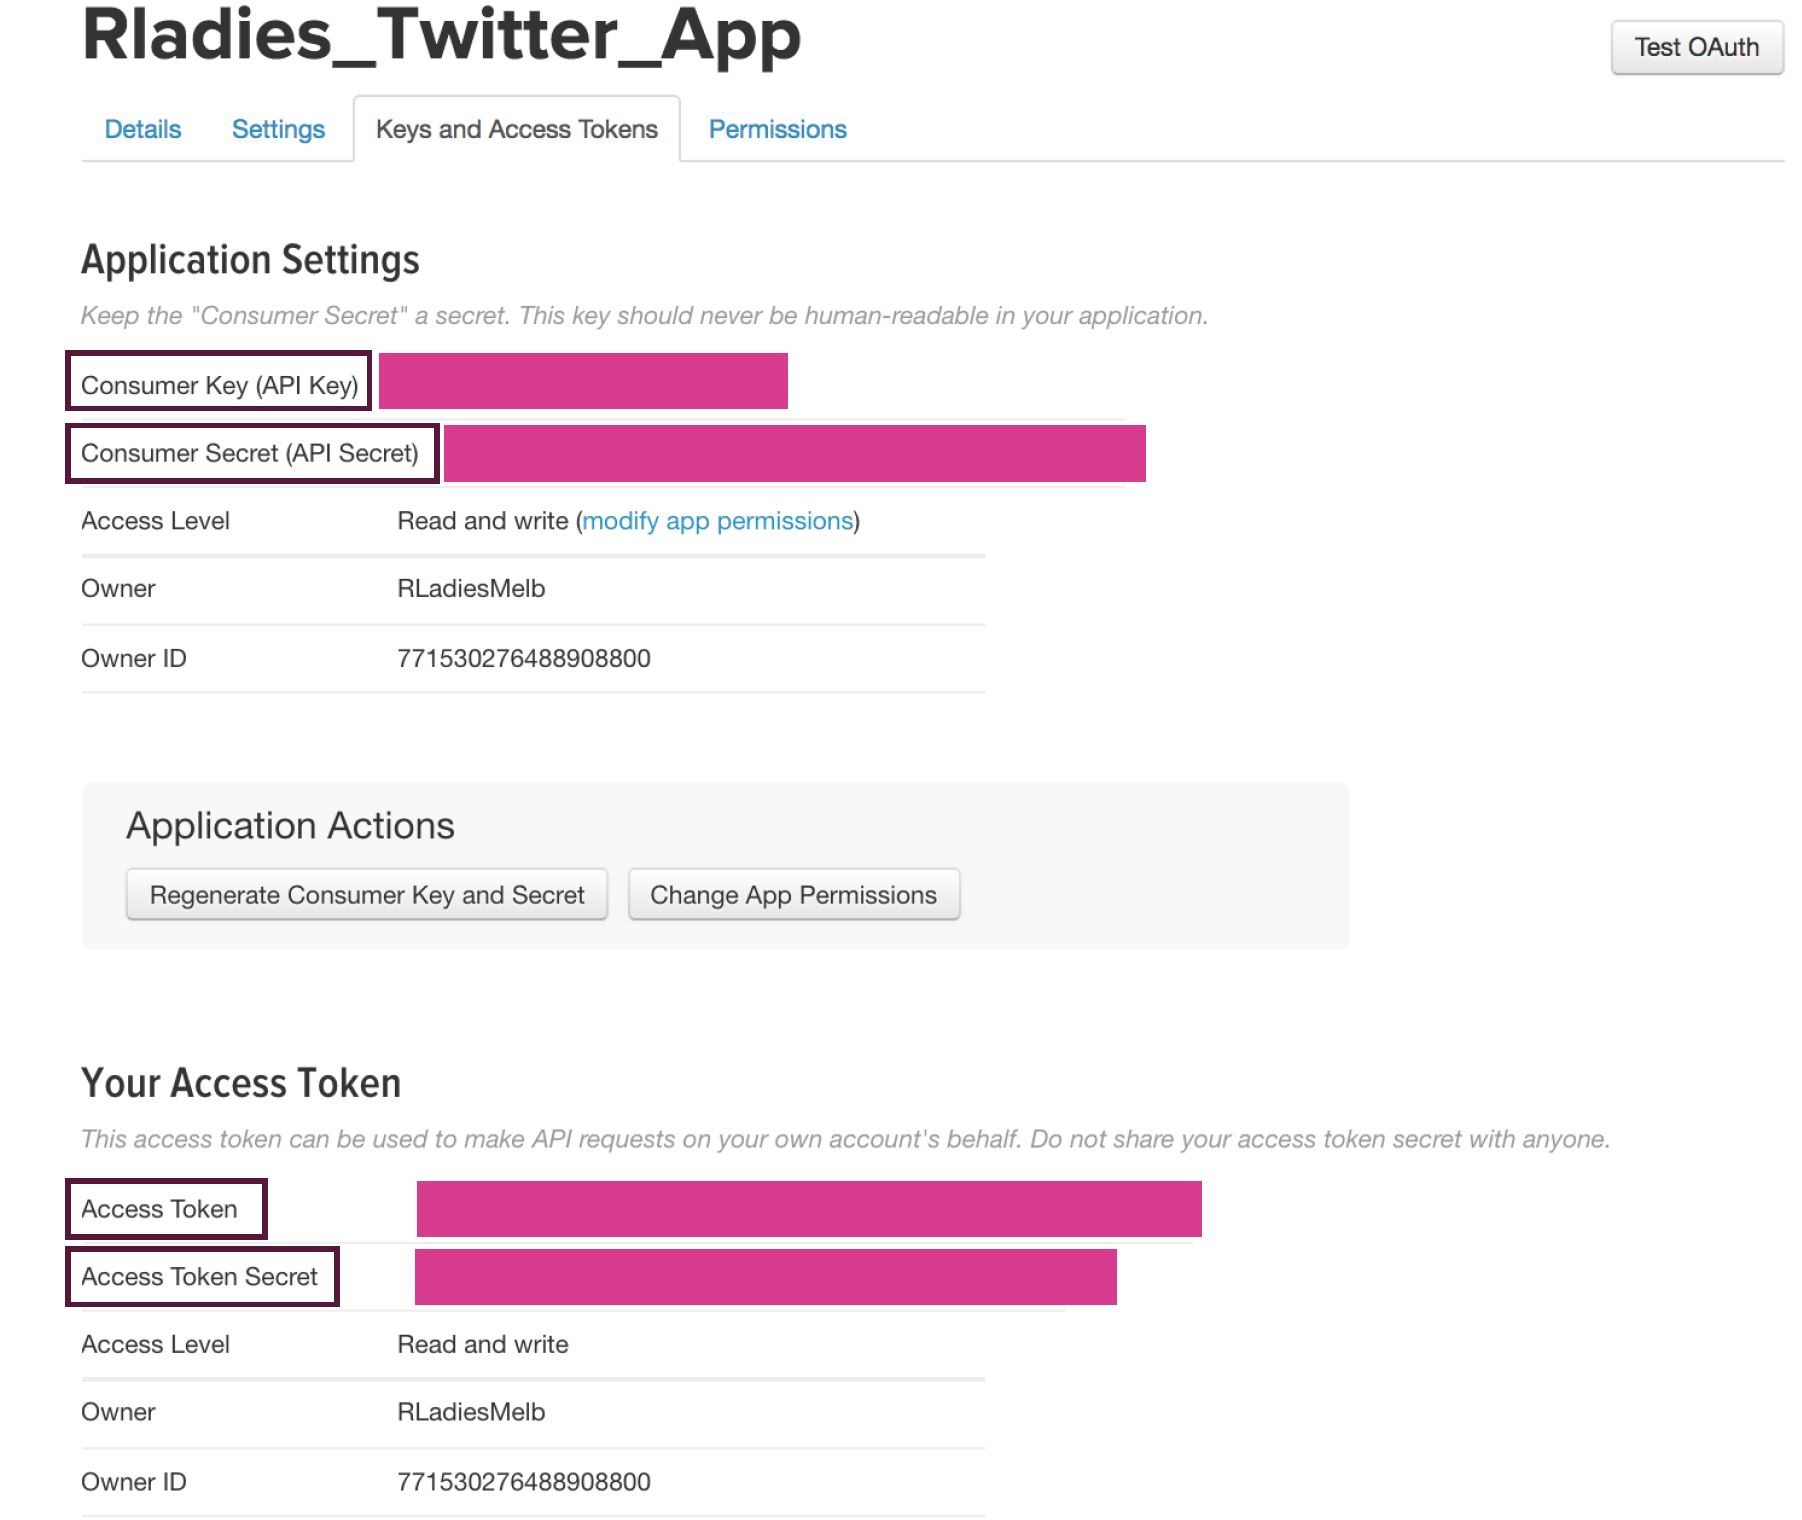 Rladies_Twitter_App
Test OAuth
Details Settings Keys and Access Tokens Permissions
Application Settings
Keep the "Consumer Secret" a secret. This key should never be human-readable in your application.
Consumer Key (API Key)
Consumer Secret (API Secret)
Access Level Read and write (modify app permissions)
Owner RLadiesMelb
Owner ID 771530276488908800
Application Actions
Regenerate Consumer Key and Secret Change App Permissions
Your Access Token
This access token can be used to make API requests on your own account's behalf. Do not share your access token secret with anyone.
Access Token
Access Token Secret
Access Level Read and write
Owner RLadiesMelb
Owner ID 771530276488908800